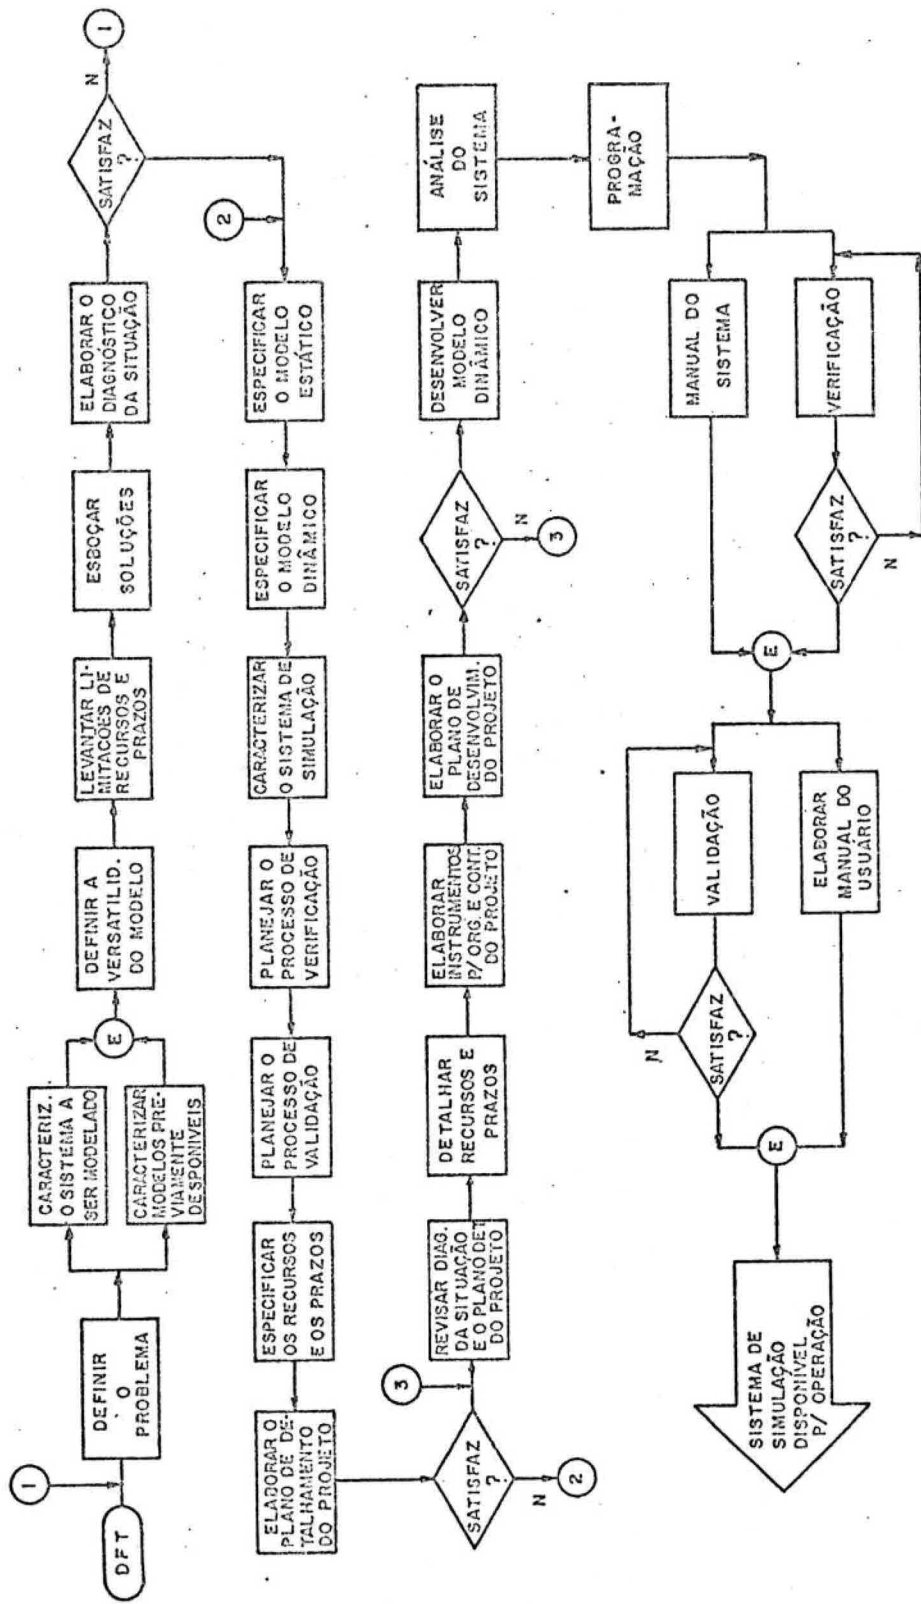 1
DFT
DEFINIR
O
PROBLEMA
CARACTERIZ.
O SISTEMA A
SER MODELADO
CARACTERIZAR
MODELOS PRE-
VIAMENTE
DESPONÍVEIS
E
DEFINIR A
VERSATILID.
DO MODELO
LEVANTAR LI-
MITAÇÕES DE
RECURSOS E
PRAZOS
ESBOÇAR
SOLUÇÕES
ELABORAR O
DIAGNÓSTICO
DA SITUAÇÃO
SATISFAZ
?
N
1
2
ESPECIFICAR
O MODELO
ESTÁTICO
ESPECIFICAR
O MODELO
DINÂMICO
CARACTERIZAR
O SISTEMA DE
SIMULAÇÃO
PLANEJAR O
PROCESSO DE
VERIFICAÇÃO
PLANEJAR O
PROCESSO DE
VALIDAÇÃO
ESPECIFICAR
OS RECURSOS
E OS PRAZOS
ELABORAR O
PLANO DE DE-
TALHAMENTO
DO PROJETO
SATISFAZ
?
N
2
3
REVISAR DIAG.
DA SITUAÇÃO
E O PLANO DET
DO PROJETO
DETALHAR
RECURSOS E
PRAZOS
ELABORAR
INSTRUMENTOS
P/ ORG. E CONT.
DO PROJETO
ELABORAR O
PLANO DE
DESENVOLVIM.
DO PROJETO
SATISFAZ
?
N
3
DESENVOLVER
MODELO
DINÂMICO
ANÁLISE
DO
SISTEMA
PROGRA-
MAÇÃO
MANUAL DO
SISTEMA
VERIFICAÇÃO
SATISFAZ
?
N
E
VALIDAÇÃO
ELABORAR
MANUAL DO
USUÁRIO
SATISFAZ
?
N
E
SISTEMA DE
SIMULAÇÃO
DISPONÍVEL
P/ OPERAÇÃO